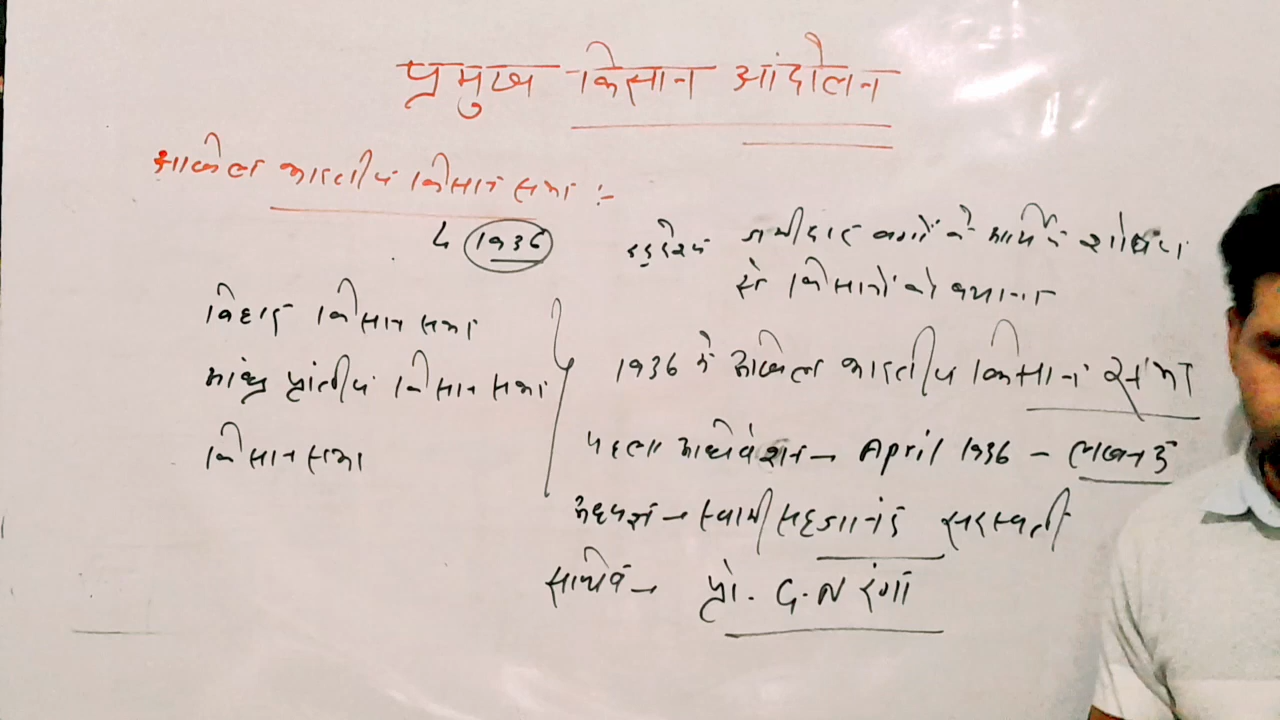 प्रमुख किसान आंदोलन
अखिल भारतीय किसान सभा :-
1936
बिहार किसान सभा
आंध्र प्रांतीय किसान सभा
किसान सभा
उद्देश्य जमींदार वर्गों के आर्थिक शोषण
से किसानों को बचाना
1936 में अखिल भारतीय किसान सभा
पहला अधिवेशन → April 1936 - लखनऊ
अध्यक्ष → स्वामी सहजानंद सरस्वती
सचिव → प्रो. G.N रंगा